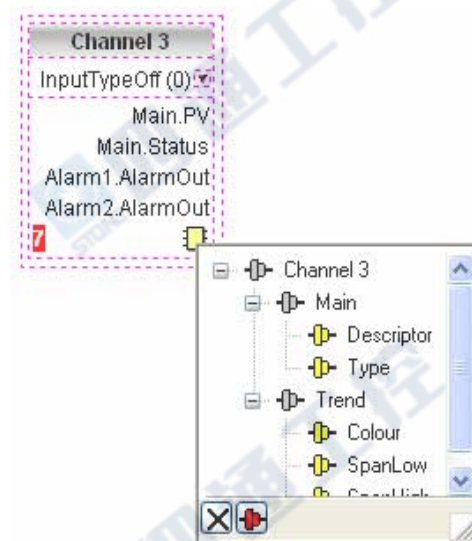 Channel 3
InputTypeOff (0)
Main.PV
Main.Status
Alarm1.AlarmOut
Alarm2.AlarmOut
7
Channel 3
Main
Descriptor
Type
Trend
Colour
SpanLow
SpanHigh